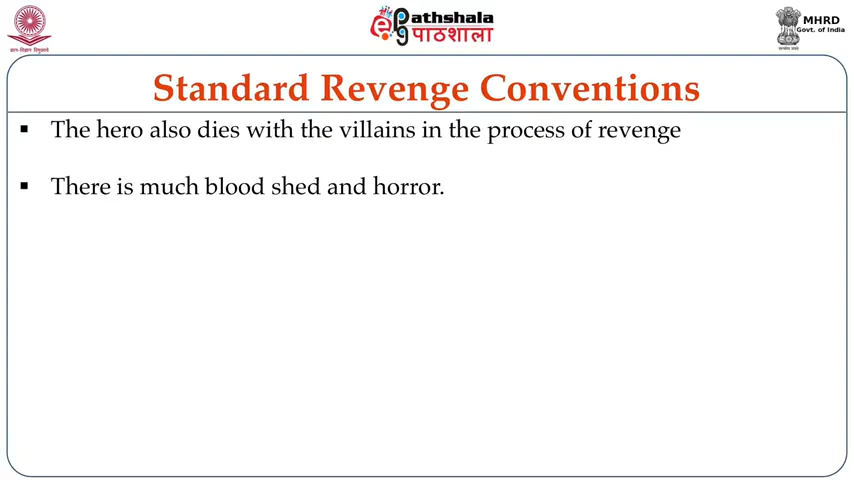 ePathshala
पाठशाला
MHRD
Govt. of India
Standard Revenge Conventions
The hero also dies with the villains in the process of revenge
There is much blood shed and horror.